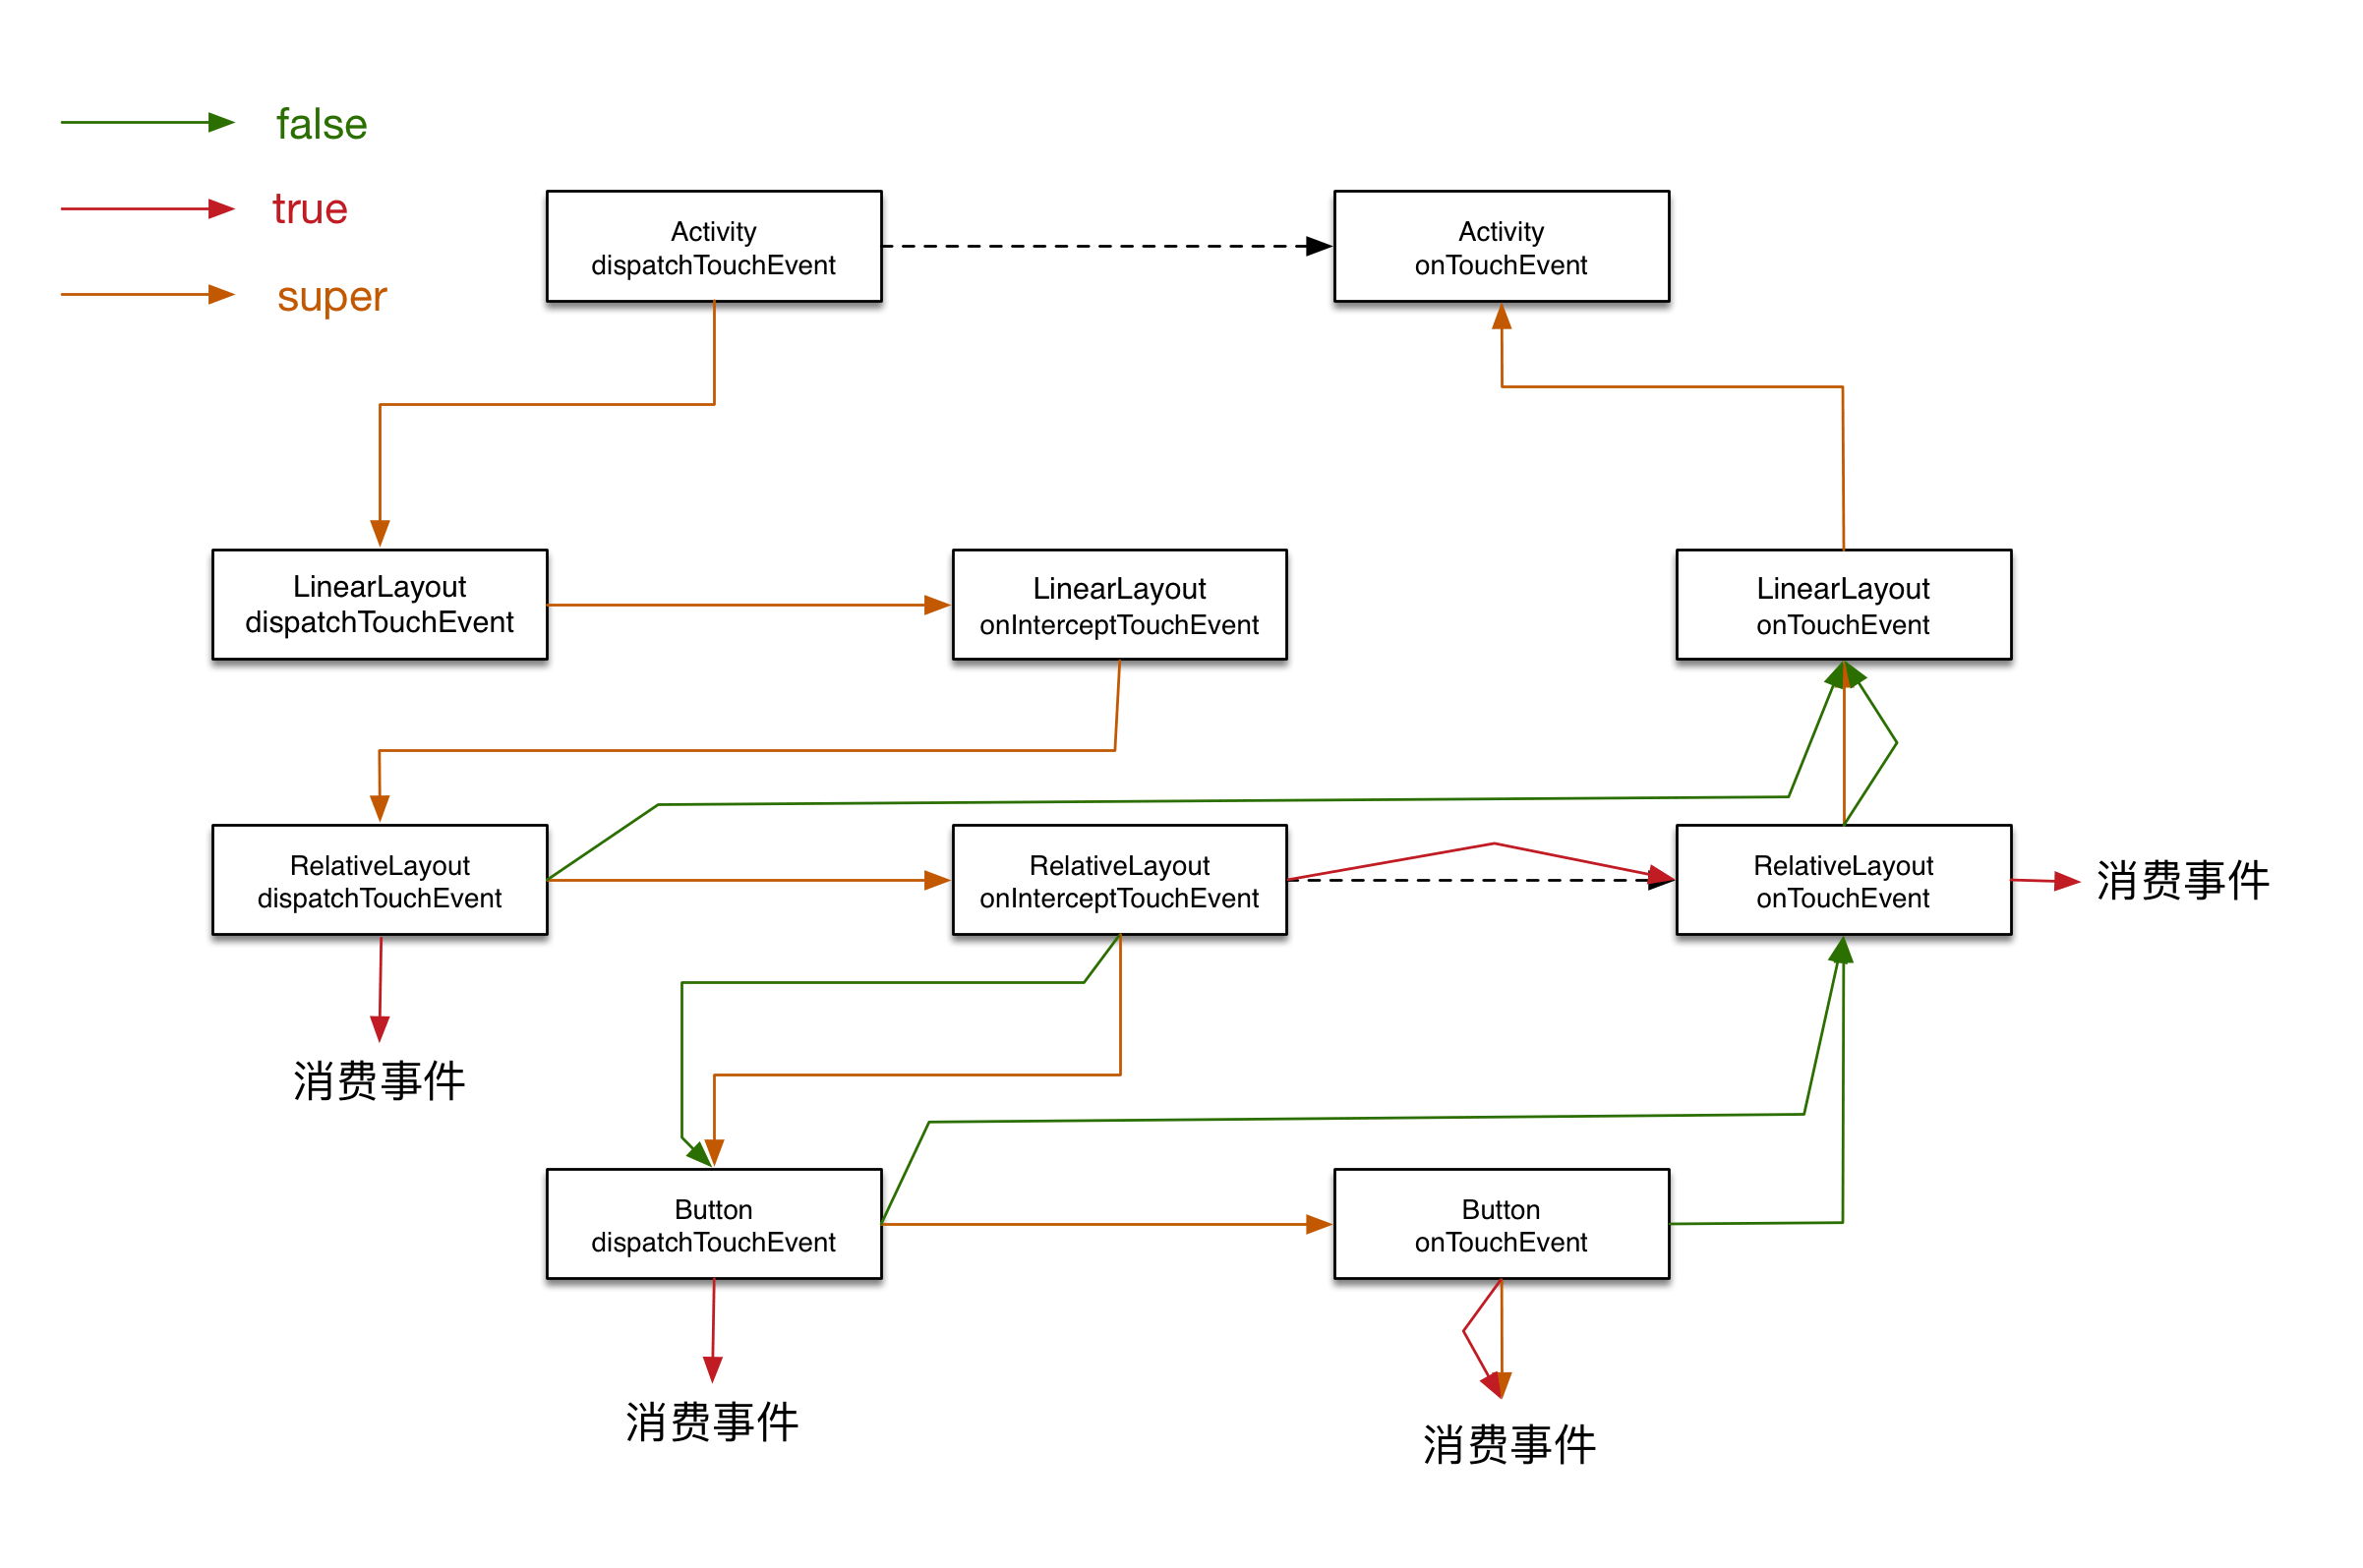 false
true
super
Activity
dispatchTouchEvent
Activity
onTouchEvent
LinearLayout
dispatchTouchEvent
LinearLayout
onInterceptTouchEvent
LinearLayout
onTouchEvent
RelativeLayout
dispatchTouchEvent
RelativeLayout
onInterceptTouchEvent
RelativeLayout
onTouchEvent
消费事件
消费事件
Button
dispatchTouchEvent
Button
onTouchEvent
消费事件
消费事件